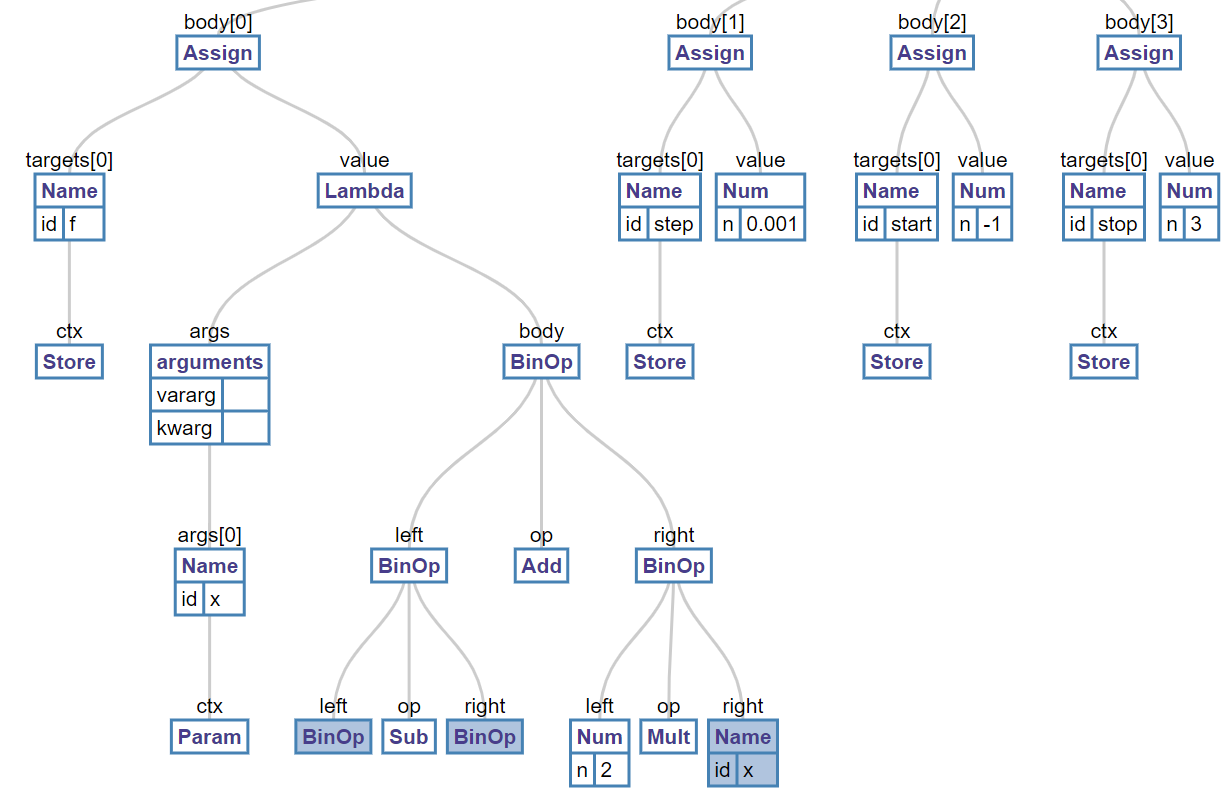 body[0] body[1] body[2] body[3]
Assign Assign Assign Assign
targets[0] value targets[0] value targets[0] value targets[0] value
Name Lambda Name Num Name Num Name Num
id f id step n 0.001 id start n -1 id stop n 3
ctx args body ctx ctx ctx
Store arguments BinOp Store Store Store
vararg
kwarg
args[0] left op right
Name BinOp Add BinOp
id x
ctx left op right left op right
Param BinOp Sub BinOp Num Mult Name
n 2 id x